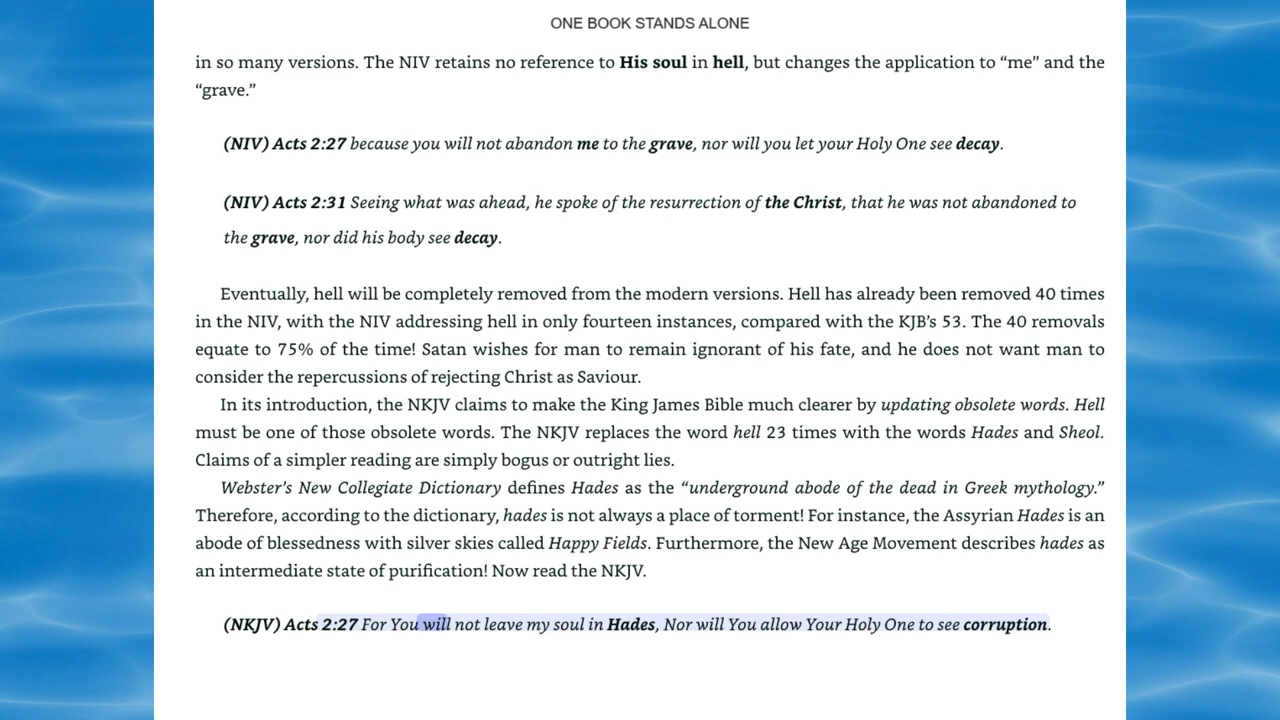 ONE BOOK STANDS ALONE
in so many versions. The NIV retains no reference to His soul in hell, but changes the application to “me” and the
“grave.”
(NIV) Acts 2:27 because you will not abandon me to the grave, nor will you let your Holy One see decay.
(NIV) Acts 2:31 Seeing what was ahead, he spoke of the resurrection of the Christ, that he was not abandoned to
the grave, nor did his body see decay.
Eventually, hell will be completely removed from the modern versions. Hell has already been removed 40 times
in the NIV, with the NIV addressing hell in only fourteen instances, compared with the KJB’s 53. The 40 removals
equate to 75% of the time! Satan wishes for man to remain ignorant of his fate, and he does not want man to
consider the repercussions of rejecting Christ as Saviour.
In its introduction, the NKJV claims to make the King James Bible much clearer by updating obsolete words. Hell
must be one of those obsolete words. The NKJV replaces the word hell 23 times with the words Hades and Sheol.
Claims of a simpler reading are simply bogus or outright lies.
Webster’s New Collegiate Dictionary defines Hades as the “underground abode of the dead in Greek mythology.”
Therefore, according to the dictionary, hades is not always a place of torment! For instance, the Assyrian Hades is an
abode of blessedness with silver skies called Happy Fields. Furthermore, the New Age Movement describes hades as
an intermediate state of purification! Now read the NKJV.
(NKJV) Acts 2:27 For You will not leave my soul in Hades, Nor will You allow Your Holy One to see corruption.